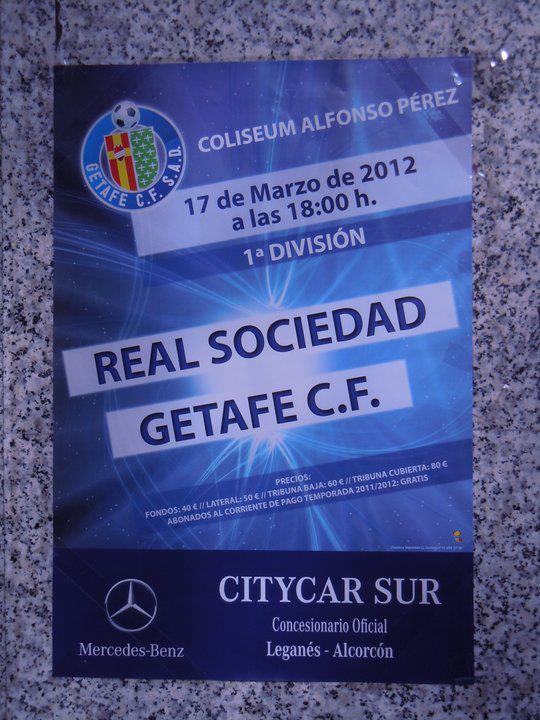 GETAFE C.F. S.A.D.
COLISEUM ALFONSO PÉREZ
17 de Marzo de 2012
a las 18:00 h.
1ª DIVISIÓN
REAL SOCIEDAD
GETAFE C.F.
PRECIOS:
FONDOS: 40 € // LATERAL: 50 € // TRIBUNA BAJA: 60 € // TRIBUNA CUBIERTA: 80 €
ABONADOS AL CORRIENTE DE PAGO TEMPORADA 2011/2012: GRATIS
CITYCAR SUR
Concesionario Oficial
Leganés - Alcorcón
Mercedes-Benz